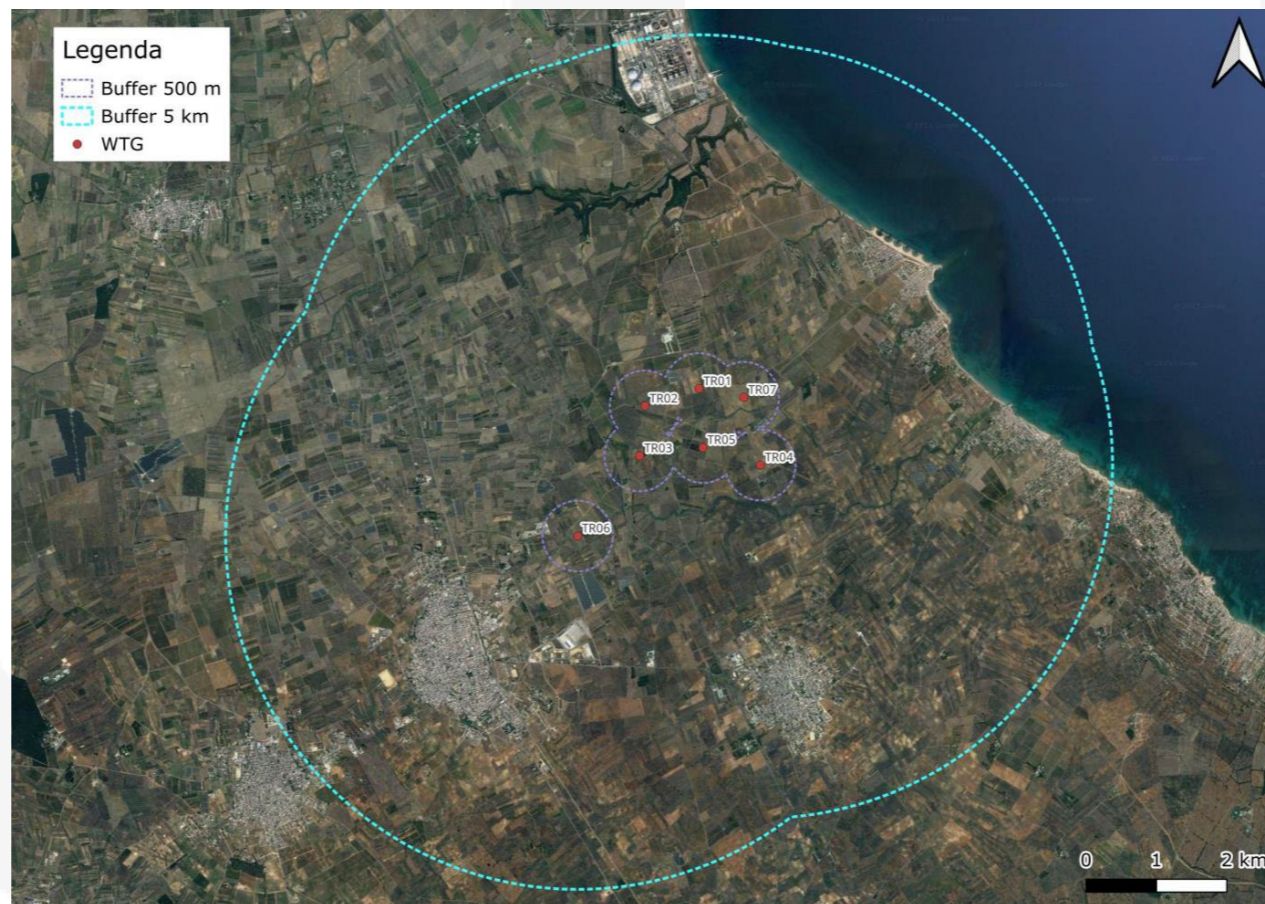 Legenda
Buffer 500 m
Buffer 5 km
WTG
TR01
TR02
TR07
TR05
TR03
TR04
TR06
0 1 2 km